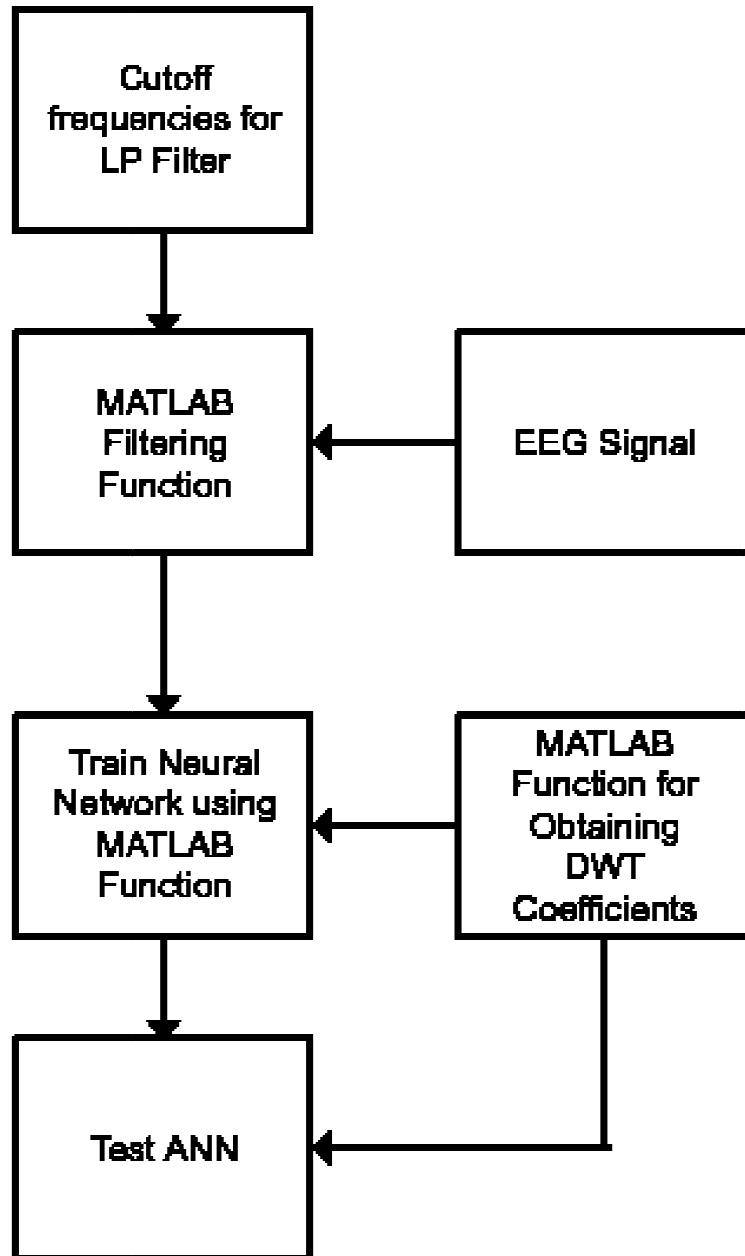 Cutoff
frequencies for
LP Filter
MATLAB
Filtering
Function
EEG Signal
Train Neural
Network using
MATLAB
Function
MATLAB
Function for
Obtaining
DWT
Coefficients
Test ANN